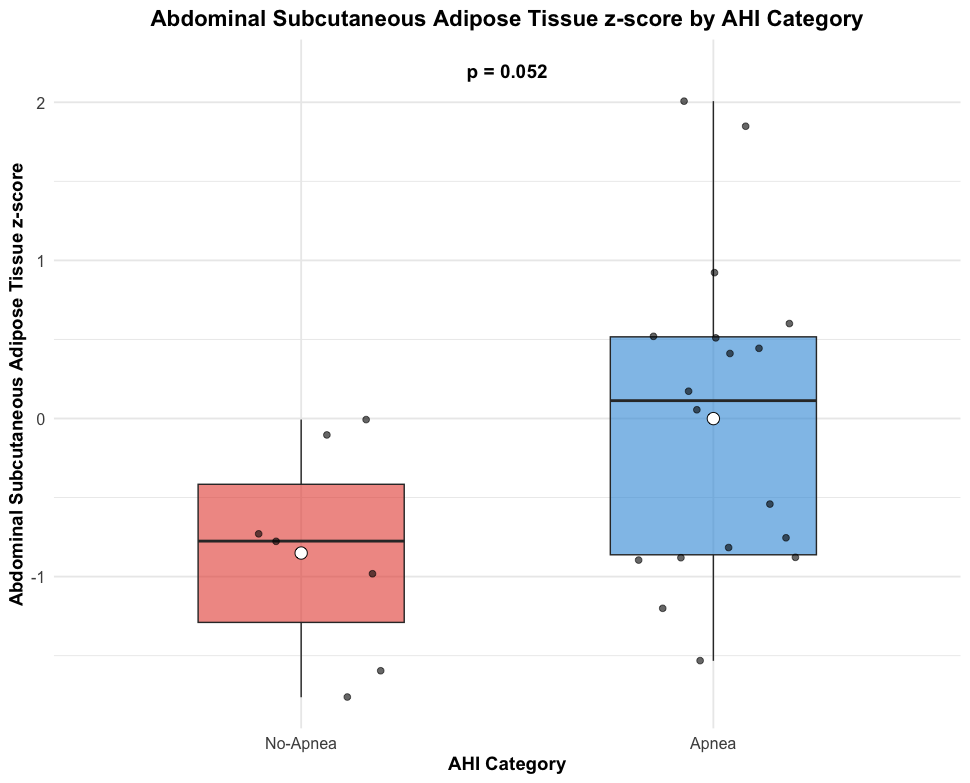 Abdominal Subcutaneous Adipose Tissue z-score by AHI Category
p = 0.052
Abdominal Subcutaneous Adipose Tissue z-score
2
1
0
-1
No-Apnea
Apnea
AHI Category